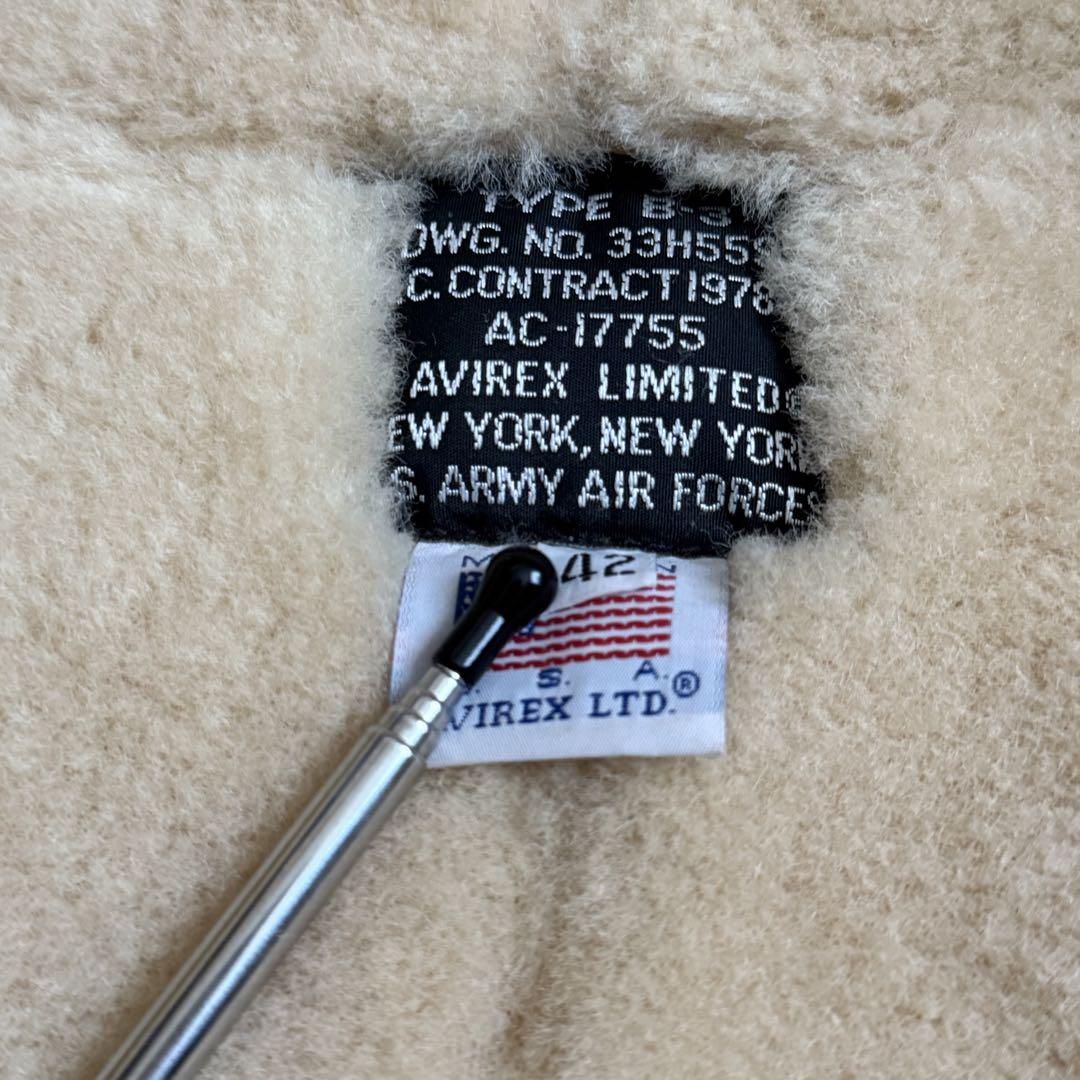 TYPE B-3
DWG. NO. 33H55
C. CONTRACT 1978
AC-17755
AVIREX LIMITED
EW YORK, NEW YOR
S. ARMY AIR FORCES
42
S. A.
VIREX LTD.®